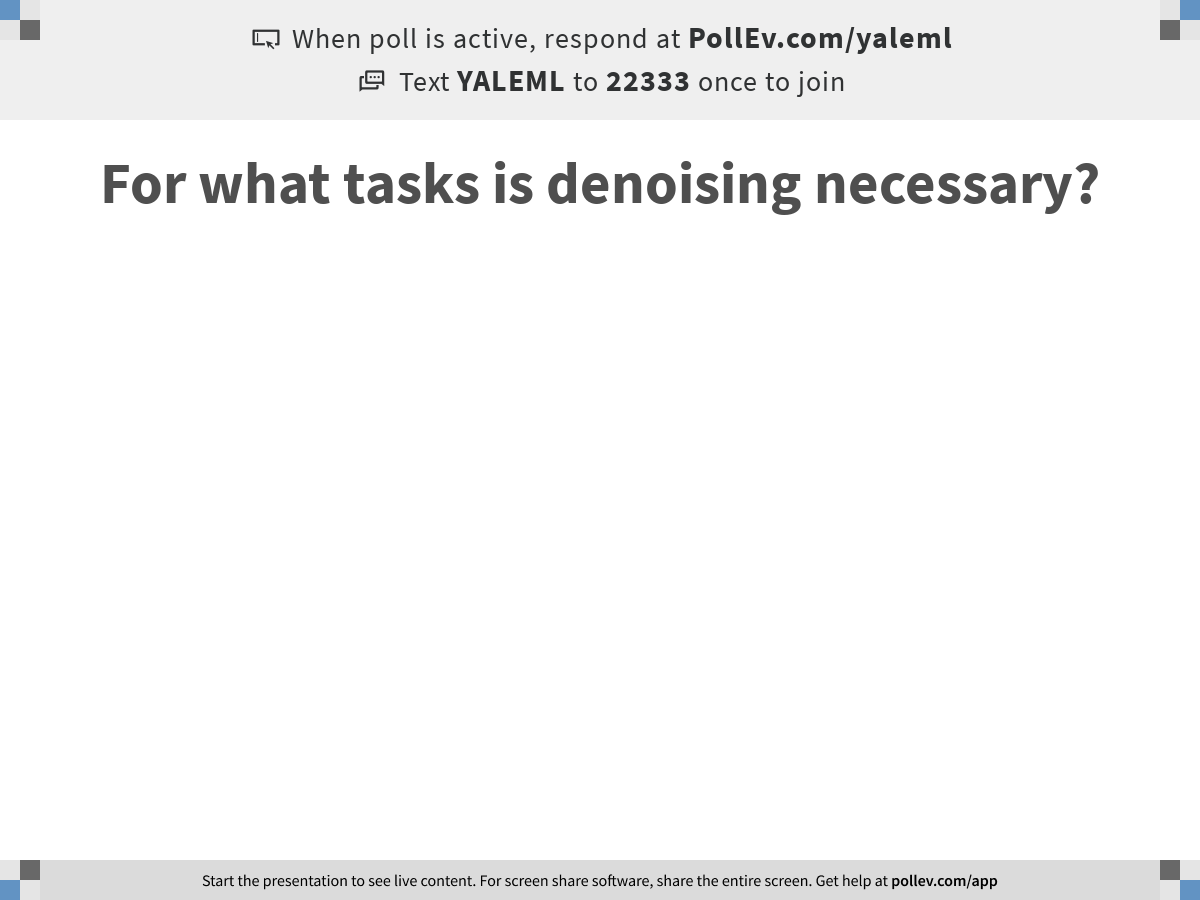 When poll is active, respond at PollEv.com/yaleml
Text YALEML to 22333 once to join
For what tasks is denoising necessary?
Start the presentation to see live content. For screen share software, share the entire screen. Get help at pollev.com/app